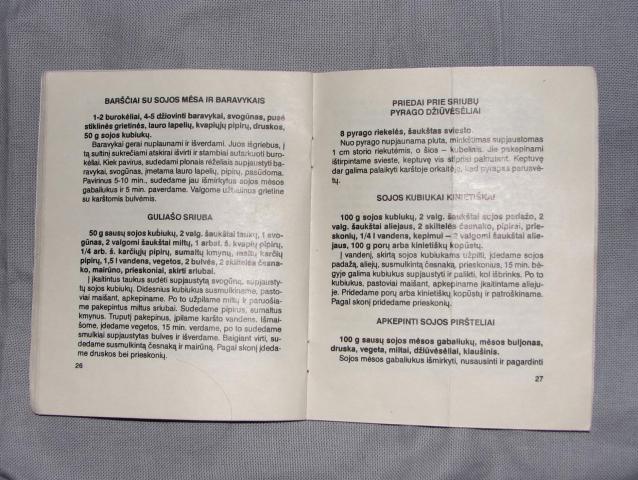 BARŠČIAI SU SOJOS MĖSA IR BARAVYKAIS
1-2 burokėliai, 4-5 džiovinti baravykai, svogūnas, pusė
stiklinės grietinės, lauro lapelių, kvapiųjų pipirų, druskos,
50 g sojos kubiukų.
Baravykai gerai nuplaunami ir išverdami. Juos išgriebus, į
tą sultinį sukrečiami atskirai išvirti ir stambiai sutarkuoti buro-
kėliai. Kiek pavirus, sudedami plonais rėželiais supjaustyti ba-
ravykai, svogūnas, įmetama lauro lapelių, pipirų, pasūdoma.
Pavirinus 5-10 min., sudedame jau išmirkytus sojos mėsos
gabaliukus ir 5 min. paverdame. Valgome užbalinus grietine
su karštomis bulvėmis.
GULIAŠO SRIUBA
50 g sausų sojos kubiukų, 2 valg. šaukštai taukų, 1 svo-
gūnas, 2 valgomi šaukštai miltų, 1 arbat. š. kvapių pipirų,
1/4 arb. š. karčiųjų pipirų, sumaltų kmynų, maltų karčių
pipirų, 1,5 l vandens, vegetos, 2 bulvės, 2 skiltelės česna-
ko, mairūno, prieskoniai, skirti sriubai.
Į įkaitintus taukus sudėti supjaustytą svogūną, supjausty-
tų sojos kubiukų. Didesnius kubiukus susmulkiname, pasto-
viai maišant, apkepiname. Po to užpilame miltų ir paruošia-
me pakepintus miltus sriubai. Sudedame pipirus, sumaltus
kmynus. Truputį pakepinus, įpilame karšto vandens. Išmai-
šome, įdedame vegetos, 15 min. verdame, po to sudedame
smulkiai supjaustytas bulves ir išverdame. Baigiant virti, su-
dedame susmulkintą česnaką ir mairūną. Pagal skonį įdeda-
me druskos bei prieskonių.
26
PRIEDAI PRIE SRIUBŲ
PYRAGO DŽIŪVĖSĖLIAI
8 pyrago riekelės, šaukštas sviesto.
Nuo pyrago nupjaunama pluta, minkštimas supjaustomas
1 cm storio riekutėmis, o šios – kubeliais. Jie pakepinami
ištirpintame svieste, keptuvę vis stipriai pakratant. Keptuvę
dar galima palaikyti karštoje orkaitėje, kad pyragas parusvė-
tų.
SOJOS KUBIUKAI KINIETIŠKAI
100 g sojos kubiukų, 2 valg. šaukštai sojos padažo, 2
valg. šaukštai aliejaus, 2 skiltelės česnako, pipirai, prie-
skonių, 1/4 l vandens, kepimui – 2 valgomi šaukštai alie-
jaus, 100 g porų arba kinietiškų kopūstų.
Į vandenį, skirtą sojos kubiukams užpilti, įdedame sojos
padažą, aliejų, susmulkintą česnaką, prieskonius, 15 min. bė-
gyje galima kubiukus supjaustyti ir palikti, kol išbrinks. Po to
kubiukus, pastoviai maišant, apkepiname įkaitintame alieju-
je. Pridedame porų arba kinietiškų kopūstų ir patroškiname.
Pagal skonį pridedame prieskonių.
APKEPINTI SOJOS PIRŠTELIAI
100 g sausų sojos mėsos gabaliukų, mėsos buljonas,
druska, vegeta, miltai, džiūvėsėliai, kiaušinis.
Sojos mėsos gabaliukus išmirkyti, nusausinti ir pagardinti
27